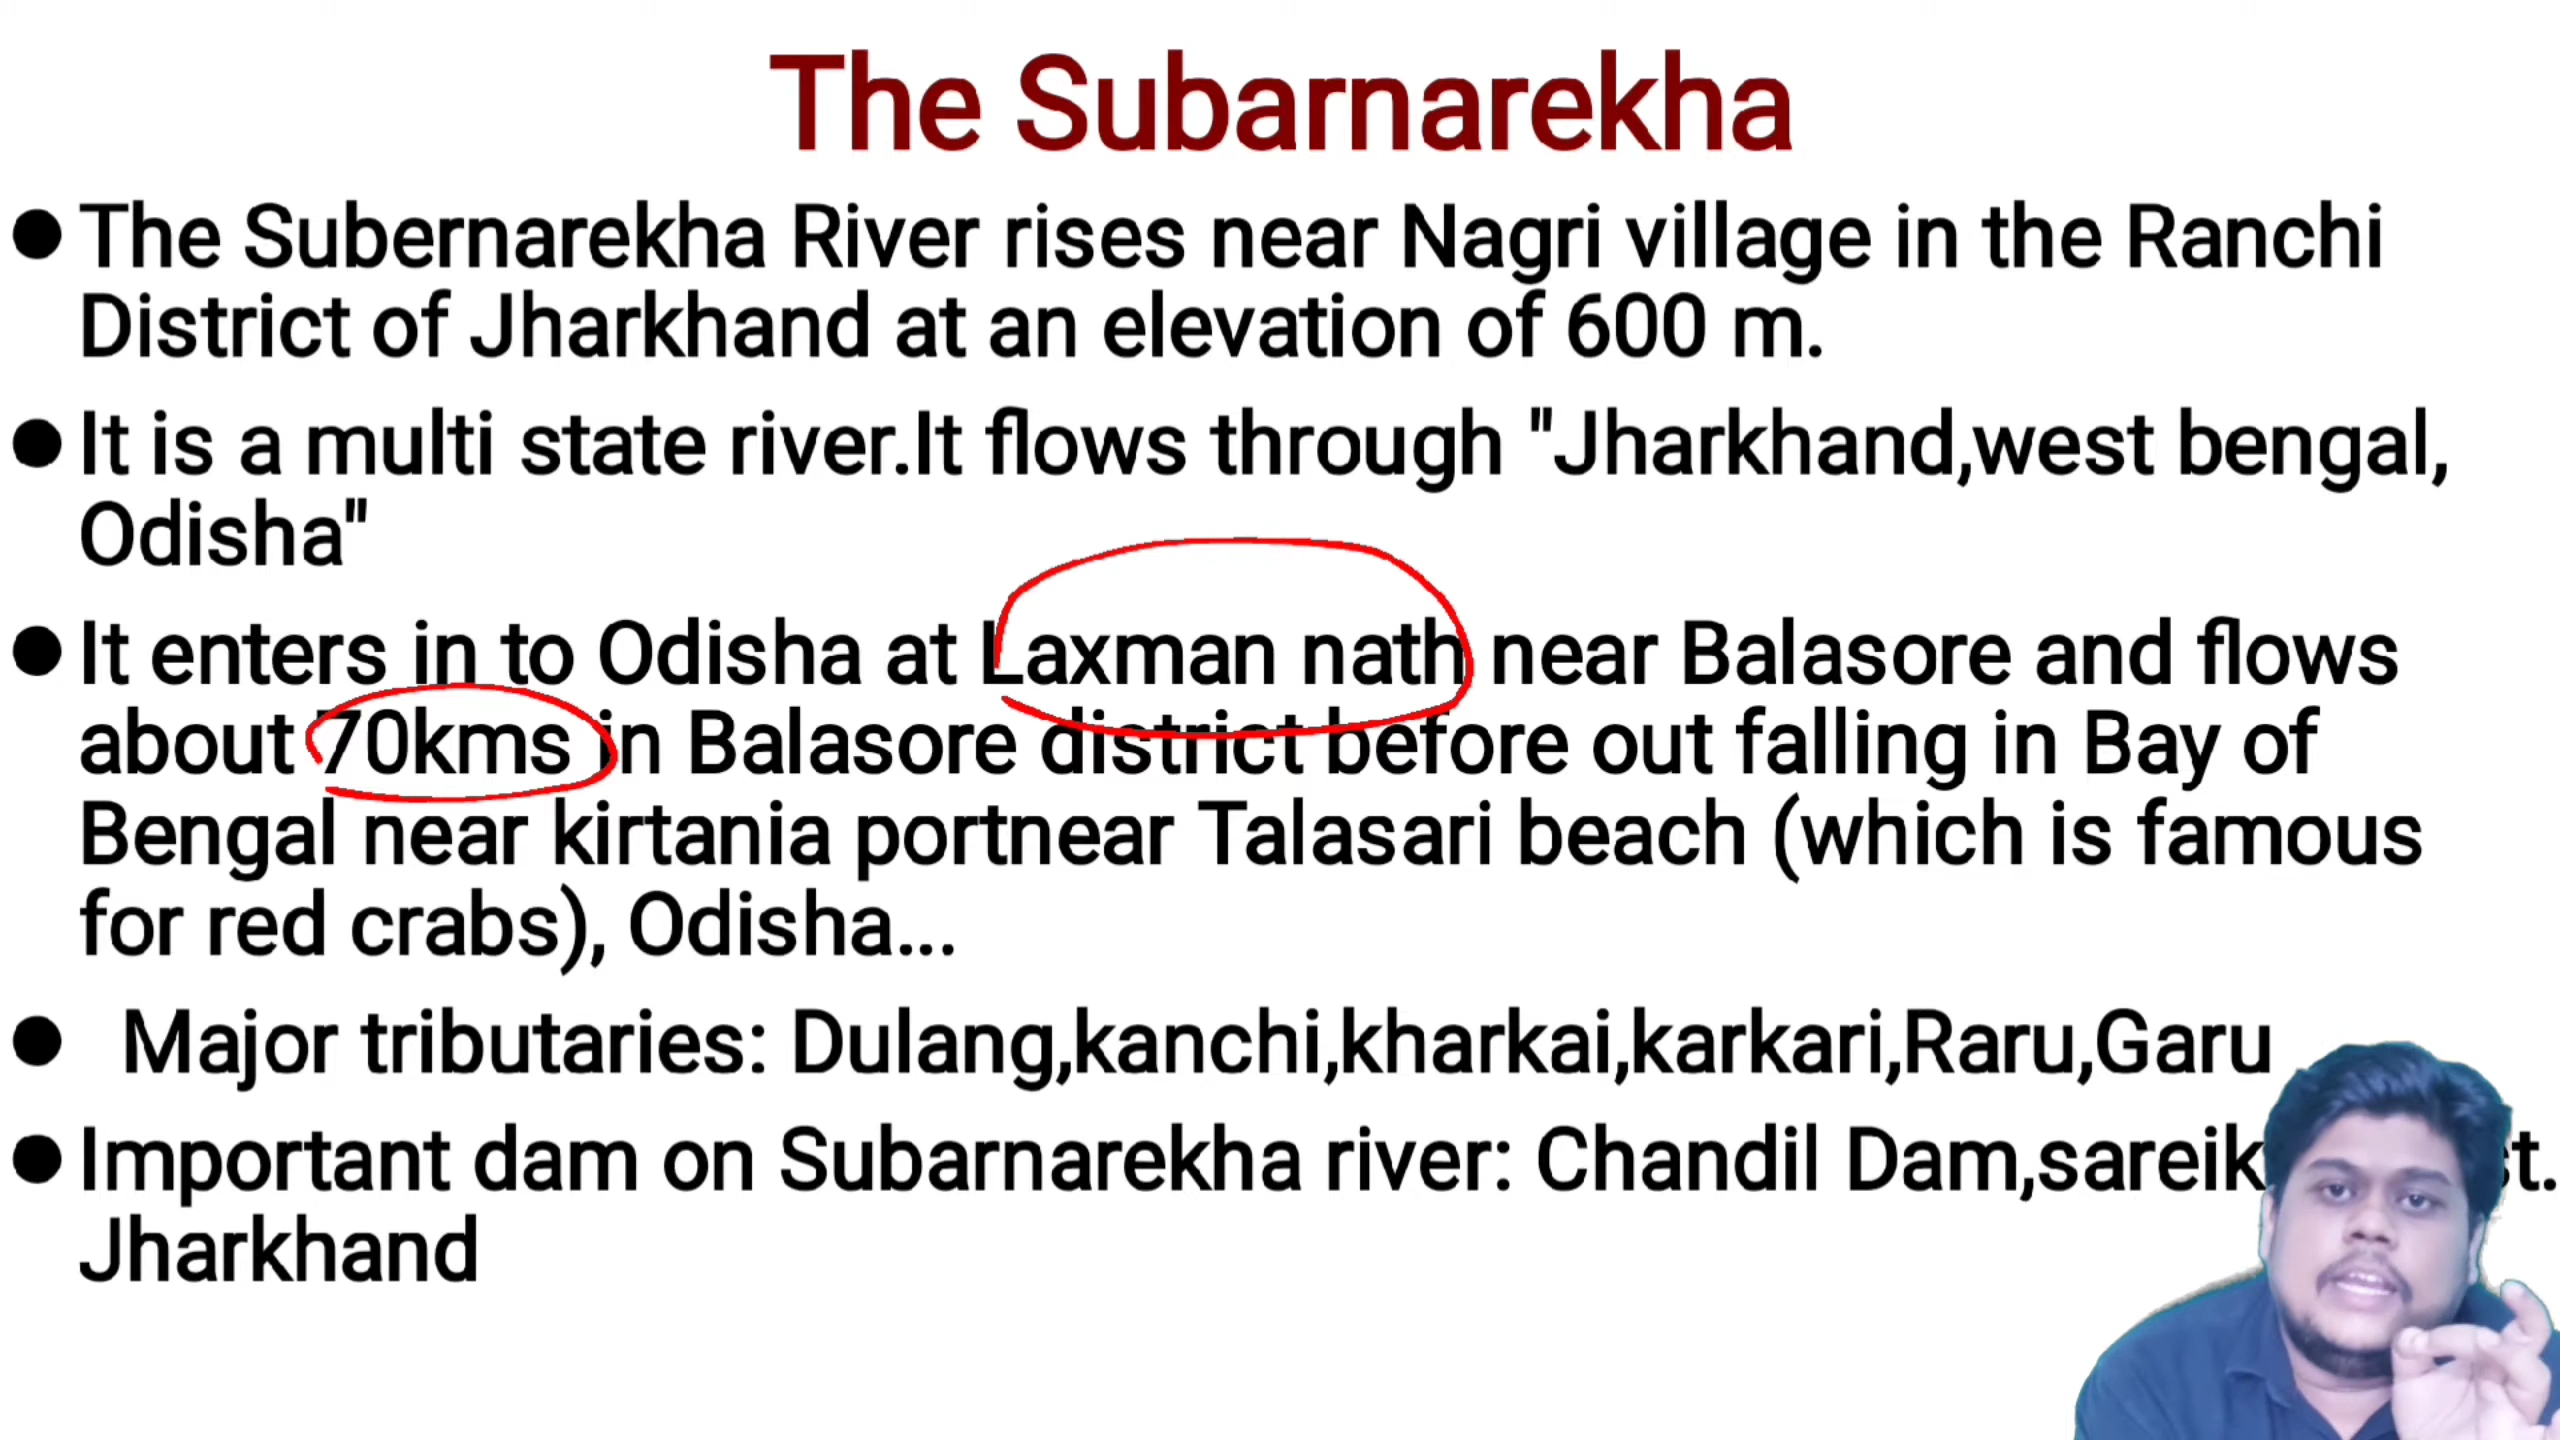 The Subarnarekha
● The Subernarekha River rises near Nagri village in the Ranchi
District of Jharkhand at an elevation of 600 m.
● It is a multi state river.It flows through "Jharkhand,west bengal,
Odisha"
● It enters in to Odisha at Laxman nath near Balasore and flows
about 70kms in Balasore district before out falling in Bay of
Bengal near kirtania portnear Talasari beach (which is famous
for red crabs), Odisha...
● Major tributaries: Dulang,kanchi,kharkai,karkari,Raru,Garu
● Important dam on Subarnarekha river: Chandil Dam,
Jharkhand